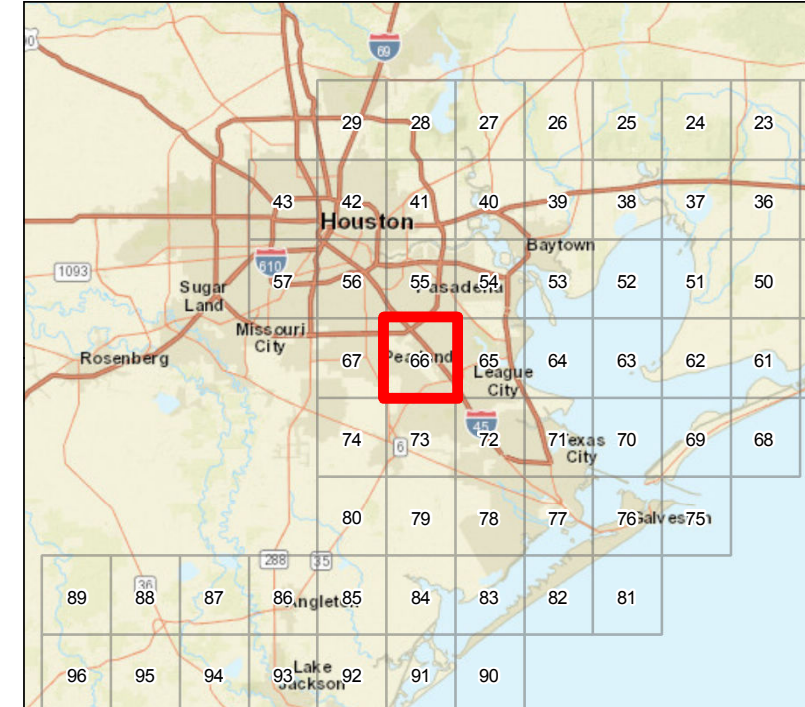 69
29 28 27 26 25 24 23
43 42 41 40 39 38 37 36
Houston
Baytown
610
1093
57 56 55 54 53 52 51 50
Pasadena
Sugar
Land
Missouri
City
Rosenberg
67 66 65 64 63 62 61
Pearland
League
City
45
6
74 73 72 71 70 69 68
Texas
City
80 79 78 77 76 75
Galveston
288 35
36
89 88 87 86 85 84 83 82 81
Angleton
Lake
Jackson
96 95 94 93 92 91 90